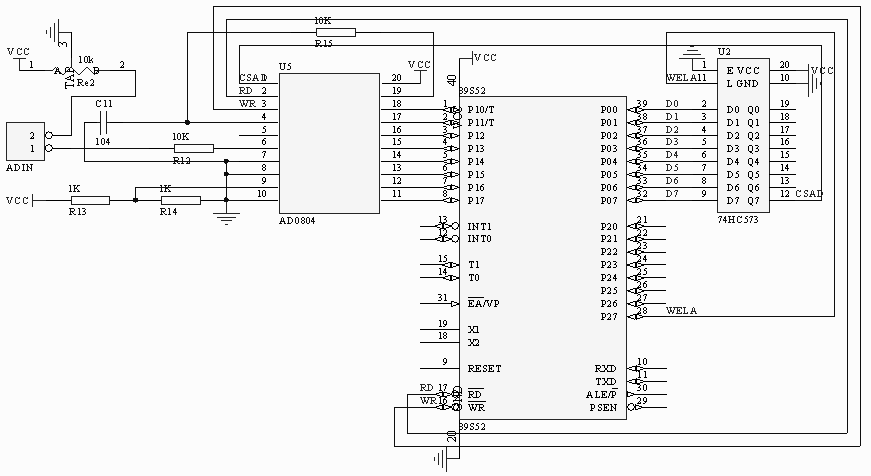 10K
R15
VCC
3
10k
1
A
TAB
B
2
Re2
C11
104
2
1
ADIN
10K
R12
VCC
1K
R13
1K
R14
U5
CSAD 1
RD 2
WR 3
4
5
6
7
8
9
10
20 VCC
19
18
17
16
15
14
13
12
11
AD0804
VCC
40
89S52
1 P10/T
2 P11/T
3 P12
4 P13
5 P14
6 P15
7 P16
8 P17
13 INT1
12 INT0
15 T1
14 T0
31 EA/VP
19 X1
18 X2
9 RESET
RD 17 RD
WR 16 WR
20
89S52
P00 39 D0
P01 38 D1
P02 37 D2
P03 36 D3
P04 35 D4
P05 34 D5
P06 33 D6
P07 32 D7
P20 21
P21 22
P22 23
P23 24
P24 25
P25 26
P26 27
P27 28 WELA
RXD 10
TXD 11
ALE/P 30
PSEN 29
U2
1 E VCC 20 VCC
WELA 11 L GND 10
2 D0 Q0 19
3 D1 Q1 18
4 D2 Q2 17
5 D3 Q3 16
6 D4 Q4 15
7 D5 Q5 14
8 D6 Q6 13
9 D7 Q7 12 CSAD
74HC573